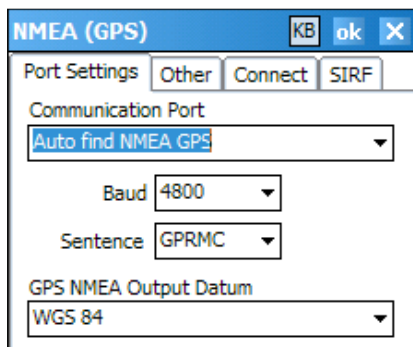 NMEA (GPS) KB ok
Port Settings Other Connect SIRF
Communication Port
Auto find NMEA GPS
Baud 4800
Sentence GPRMC
GPS NMEA Output Datum
WGS 84